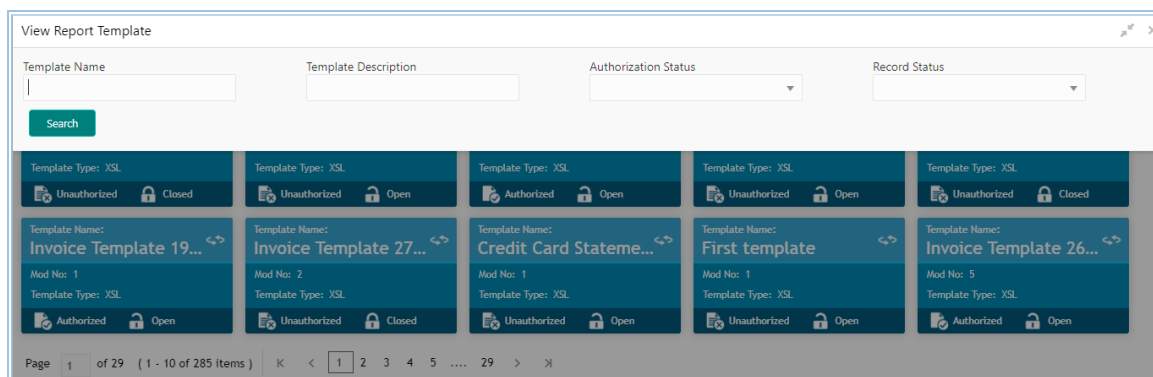 View Report Template
Template Name Template Description Authorization Status Record Status
Search
Template Type: XSL Template Type: XSL Template Type: XSL Template Type: XSL Template Type: XSL
Unauthorized Closed Unauthorized Open Authorized Open Unauthorized Open Unauthorized Closed
Template Name: Template Name: Template Name: Template Name: Template Name:
Invoice Template 19... Invoice Template 27... Credit Card Stateme... First template Invoice Template 26...
Mod No: 1 Mod No: 2 Mod No: 1 Mod No: 1 Mod No: 5
Template Type: XSL Template Type: XSL Template Type: XSL Template Type: XSL Template Type: XSL
Authorized Open Unauthorized Closed Unauthorized Open Unauthorized Open Authorized Open
Page 1 of 29 ( 1 - 10 of 285 items ) 1 2 3 4 5 .... 29